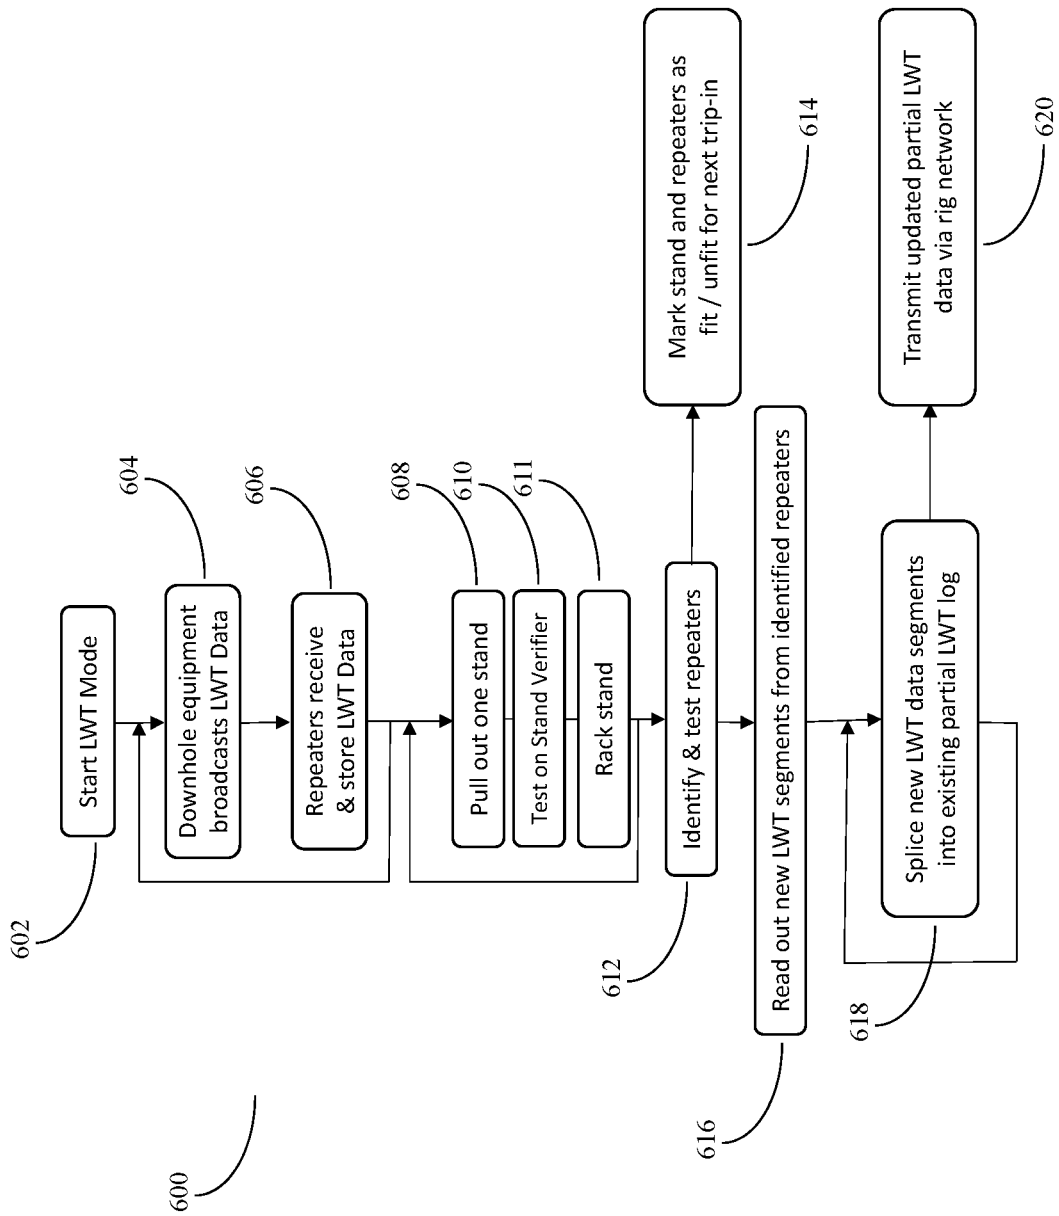 600
602
Start LWT Mode
604
Downhole equipment
broadcasts LWT Data
606
Repeaters receive
& store LWT Data
608
Pull out one stand
610
Test on Stand Verifier
611
Rack stand
612
Identify & test repeaters
Mark stand and repeaters as
fit / unfit for next trip-in
614
616
Read out new LWT segments from identified repeaters
618
Splice new LWT data segments
into existing partial LWT log
Transmit updated partial LWT
data via rig network
620